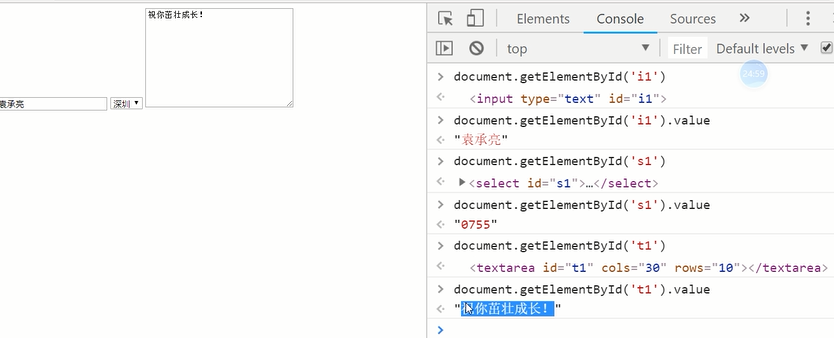 祝你茁壮成长！
袁承亮
深圳
Elements Console Sources
top Filter Default levels
24:59
document.getElementById('i1')
<input type="text" id="i1">
document.getElementById('i1').value
"袁承亮"
document.getElementById('s1')
<select id="s1">…</select>
document.getElementById('s1').value
"0755"
document.getElementById('t1')
<textarea id="t1" cols="30" rows="10"></textarea>
document.getElementById('t1').value
"祝你茁壮成长！"